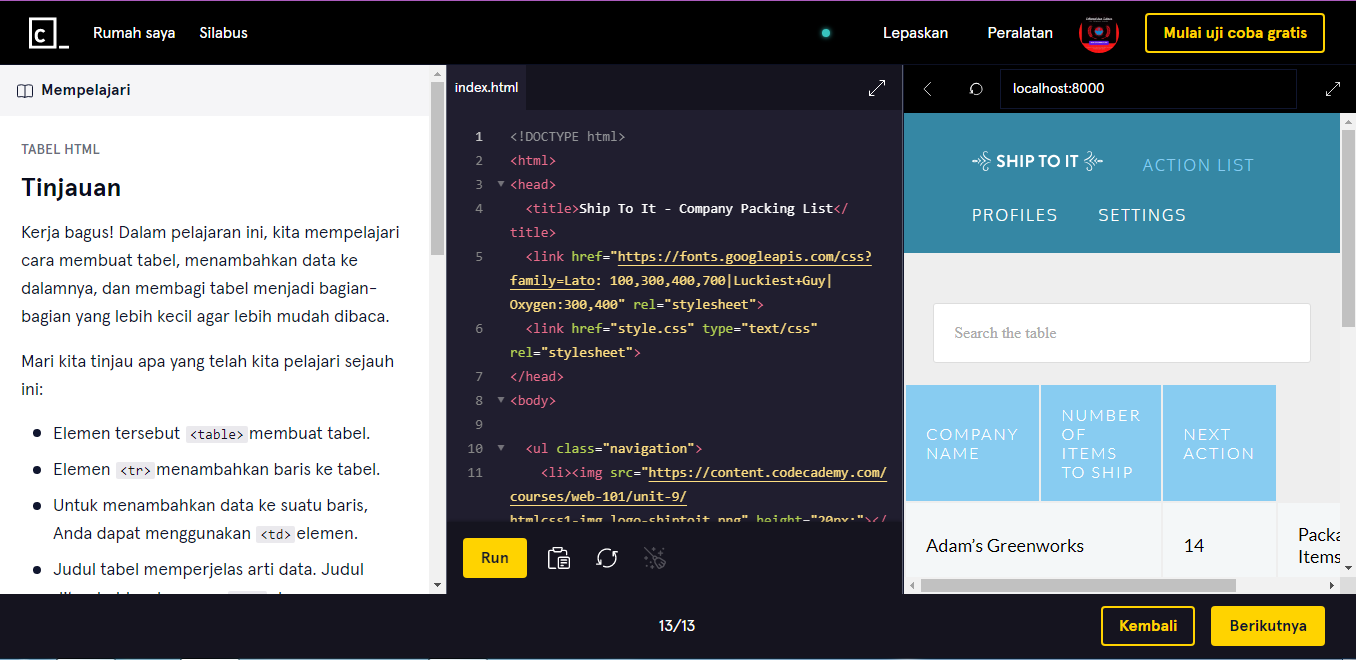 C_
Rumah saya
Silabus
Lepaskan
Peralatan
Mulai uji coba gratis
Mempelajari
TABEL HTML
Tinjauan
Kerja bagus! Dalam pelajaran ini, kita mempelajari
cara membuat tabel, menambahkan data ke
dalamnya, dan membagi tabel menjadi bagian-
bagian yang lebih kecil agar lebih mudah dibaca.
Mari kita tinjau apa yang telah kita pelajari sejauh
ini:
Elemen tersebut <table> membuat tabel.
Elemen <tr> menambahkan baris ke tabel.
Untuk menambahkan data ke suatu baris,
Anda dapat menggunakan <td> elemen.
Judul tabel memperjelas arti data. Judul
index.html
1 <!DOCTYPE html>
2 <html>
3 <head>
4 <title>Ship To It - Company Packing List</
title>
5 <link href="https://fonts.googleapis.com/css?
family=Lato: 100,300,400,700|Luckiest+Guy|
Oxygen:300,400" rel="stylesheet">
6 <link href="style.css" type="text/css"
rel="stylesheet">
7 </head>
8 <body>
9
10 <ul class="navigation">
11 <li><img src="https://content.codecademy.com/
courses/web-101/unit-9/
htmlcss1-img_logo-shiptoit.png" height="20px;"></
Run
localhost:8000
SHIP TO IT
ACTION LIST
PROFILES
SETTINGS
Search the table
COMPANY
NAME
NUMBER
OF
ITEMS
TO SHIP
NEXT
ACTION
Adam's Greenworks
14
Packa
Items
13/13
Kembali
Berikutnya